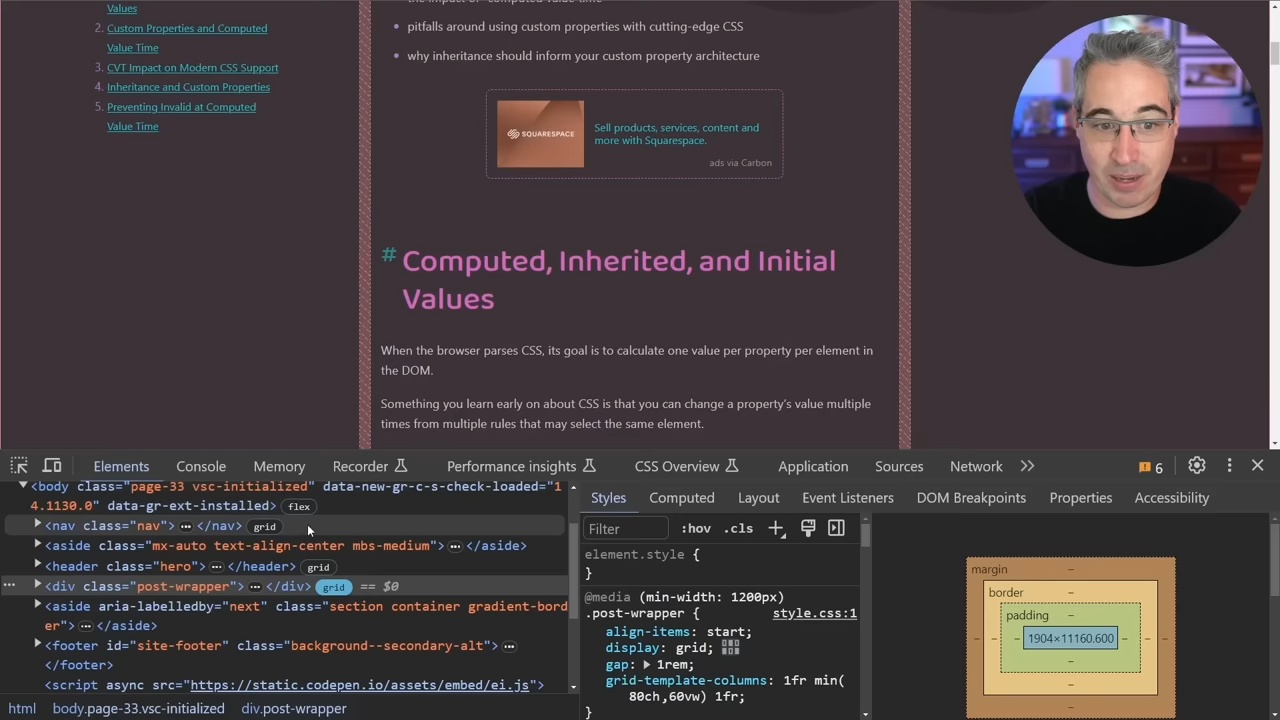 Values
2. Custom Properties and Computed
Value Time
3. CVT Impact on Modern CSS Support
4. Inheritance and Custom Properties
5. Preventing Invalid at Computed
Value Time
pitfalls around using custom properties with cutting-edge CSS
why inheritance should inform your custom property architecture
SQUARESPACE
Sell products, services, content and
more with Squarespace.
ads via Carbon
# Computed, Inherited, and Initial
Values
When the browser parses CSS, its goal is to calculate one value per property per element in
the DOM.
Something you learn early on about CSS is that you can change a property's value multiple
times from multiple rules that may select the same element.
Elements Console Memory Recorder Performance insights CSS Overview Application Sources Network 6
<body class="page-33 vsc-initialized" data-new-gr-c-s-check-loaded="1
4.1130.0" data-gr-ext-installed> flex
<nav class="nav"> … </nav> grid
<aside class="mx-auto text-align-center mbs-medium"> … </aside>
<header class="hero"> … </header> grid
… <div class="post-wrapper"> … </div> grid == $0
<aside aria-labelledby="next" class="section container gradient-bord
er"> … </aside>
<footer id="site-footer" class="background--secondary-alt"> …
</footer>
<script async src="https://static.codepen.io/assets/embed/ei.js">
html body.page-33.vsc-initialized div.post-wrapper
Styles Computed Layout Event Listeners DOM Breakpoints Properties Accessibility
Filter :hov .cls +
element.style {
}
@media (min-width: 1200px)
.post-wrapper { style.css:1
align-items: start;
display: grid;
gap: 1rem;
grid-template-columns: 1fr min(
80ch,60vw) 1fr;
}
margin –
border –
padding –
– – – 1904×11160.600 – – –
–
–
–